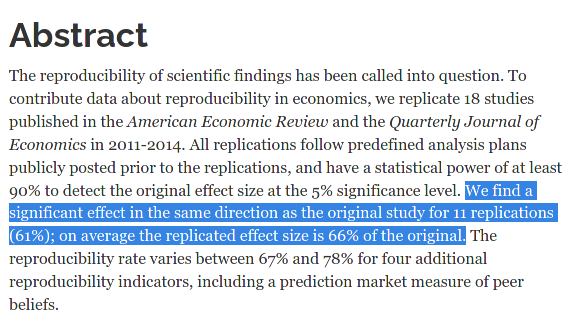 Abstract
The reproducibility of scientific findings has been called into question. To
contribute data about reproducibility in economics, we replicate 18 studies
published in the American Economic Review and the Quarterly Journal of
Economics in 2011-2014. All replications follow predefined analysis plans
publicly posted prior to the replications, and have a statistical power of at least
90% to detect the original effect size at the 5% significance level. We find a
significant effect in the same direction as the original study for 11 replications
(61%); on average the replicated effect size is 66% of the original. The
reproducibility rate varies between 67% and 78% for four additional
reproducibility indicators, including a prediction market measure of peer
beliefs.